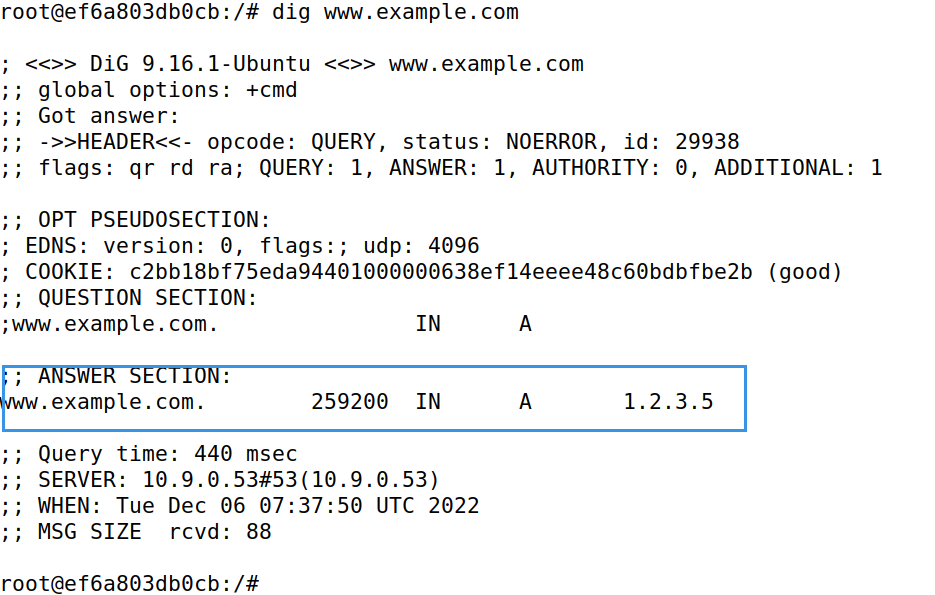 root@ef6a803db0cb:/# dig www.example.com
; <<>> DiG 9.16.1-Ubuntu <<>> www.example.com
;; global options: +cmd
;; Got answer:
;; ->>HEADER<<- opcode: QUERY, status: NOERROR, id: 29938
;; flags: qr rd ra; QUERY: 1, ANSWER: 1, AUTHORITY: 0, ADDITIONAL: 1
;; OPT PSEUDOSECTION:
; EDNS: version: 0, flags:; udp: 4096
; COOKIE: c2bb18bf75eda94401000000638ef14eeee48c60bdbfbe2b (good)
;; QUESTION SECTION:
;www.example.com. IN A
;; ANSWER SECTION:
www.example.com. 259200 IN A 1.2.3.5
;; Query time: 440 msec
;; SERVER: 10.9.0.53#53(10.9.0.53)
;; WHEN: Tue Dec 06 07:37:50 UTC 2022
;; MSG SIZE  rcvd: 88
root@ef6a803db0cb:/#